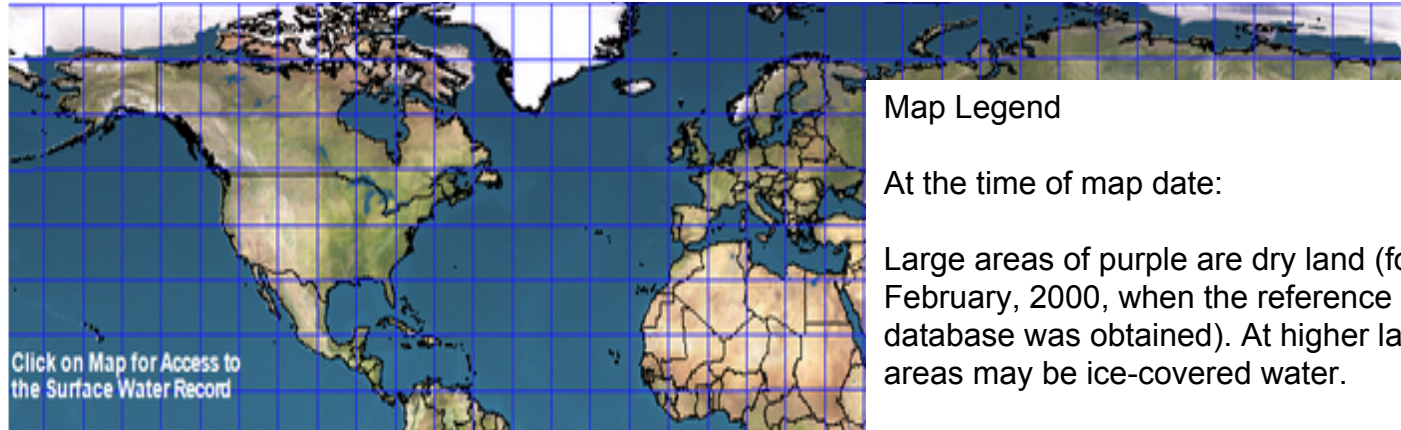 Map Legend
At the time of map date:
Large areas of purple are dry land
February, 2000, when the reference
database was obtained). At higher
areas may be ice-covered water.
Click on Map for Access to
the Surface Water Record